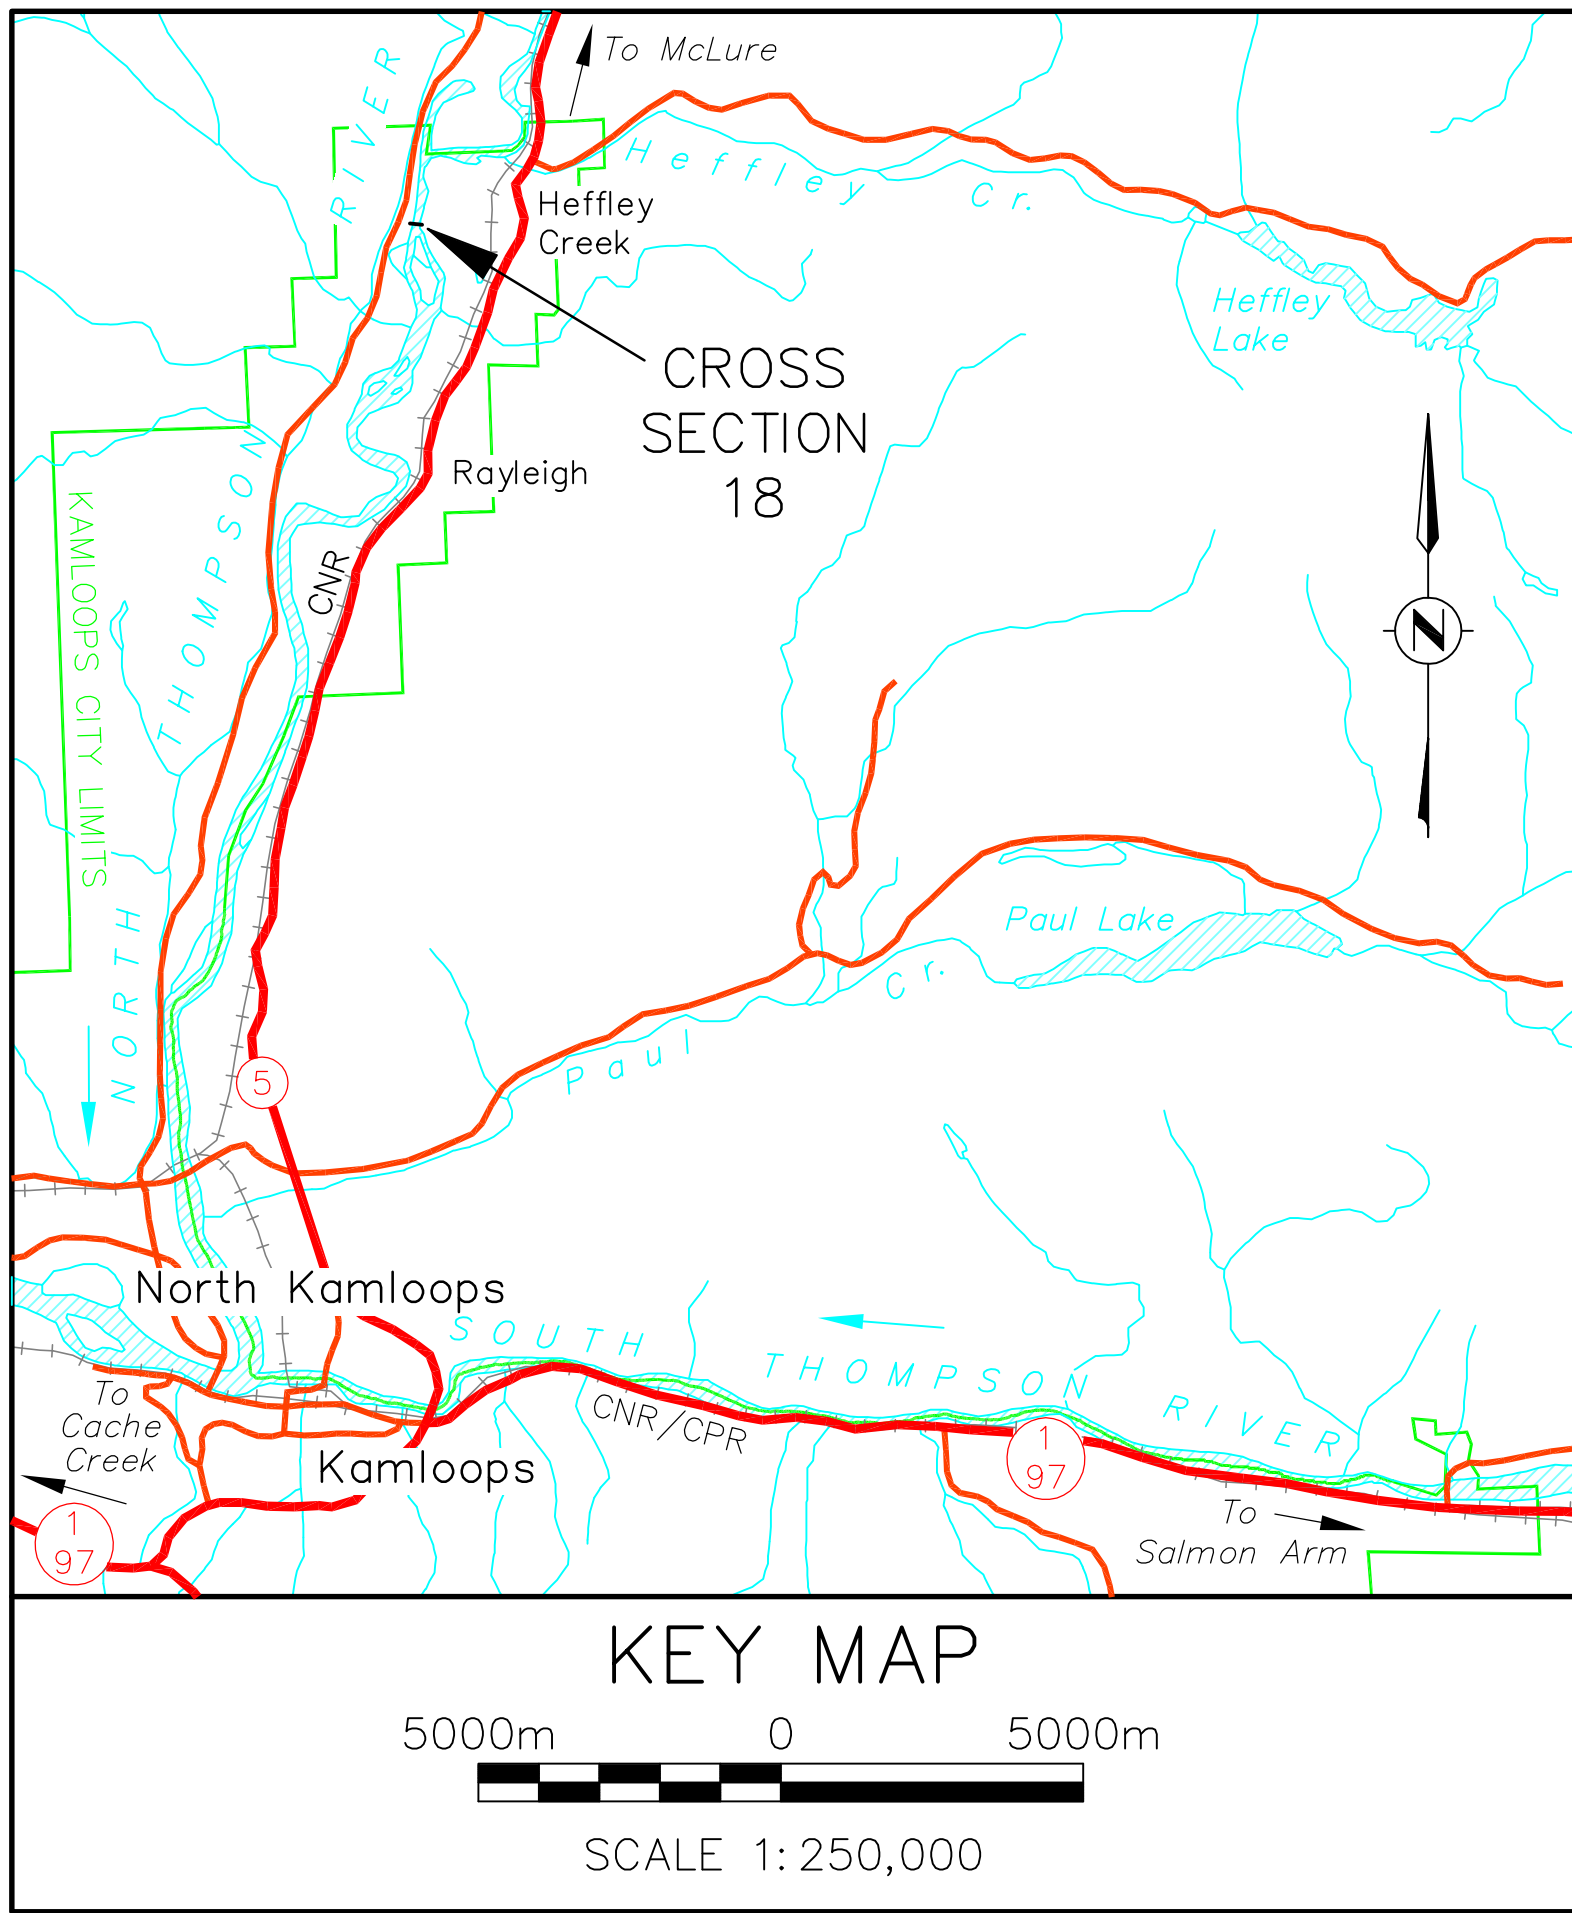 To McLure
RIVER
Heffley Cr.
Heffley
Creek
Heffley
Lake
CROSS
SECTION
18
Rayleigh
KAMLOOPS CITY LIMITS
THOMPSON
CNR
N
Paul Lake
NORTH
Paul Cr.
5
North Kamloops
SOUTH THOMPSON RIVER
To
Cache
Creek
CNR/CPR
Kamloops
1
97
1
97
To
Salmon Arm
KEY MAP
5000m 0 5000m
SCALE 1:250,000